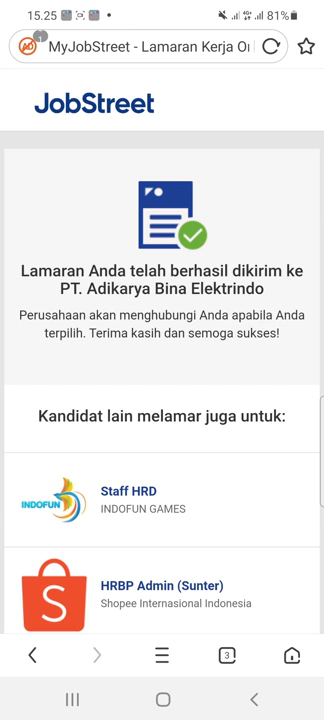 15.25
81%
MyJobStreet - Lamaran Kerja O
JobStreet
Lamaran Anda telah berhasil dikirim ke
PT. Adikarya Bina Elektrindo
Perusahaan akan menghubungi Anda apabila Anda
terpilih. Terima kasih dan semoga sukses!
Kandidat lain melamar juga untuk:
INDOFUN
Staff HRD
INDOFUN GAMES
S
HRBP Admin (Sunter)
Shopee Internasional Indonesia
3